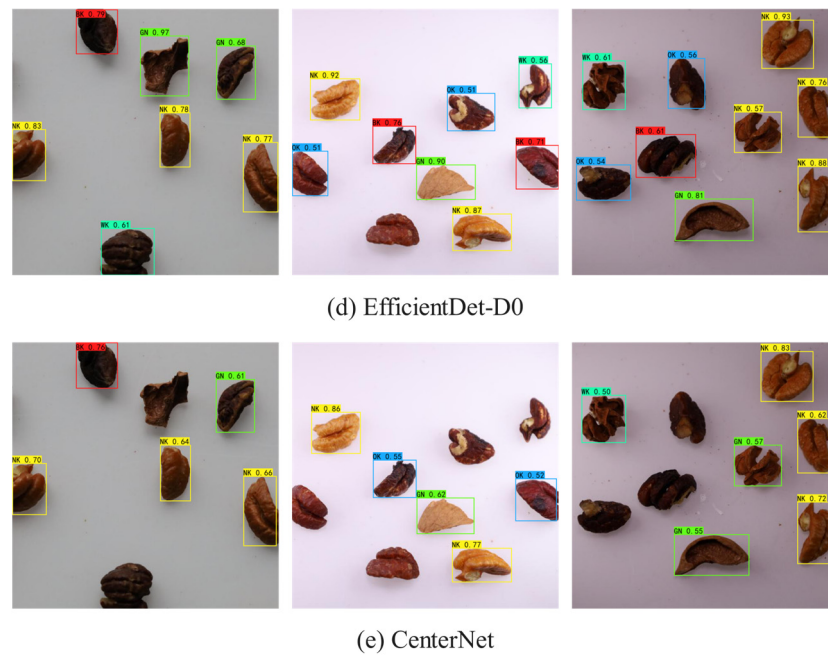 BK 0.79
GN 0.97
GN 0.68
NK 0.83
NK 0.78
NK 0.77
WK 0.61
NK 0.92
OK 0.51
WK 0.56
BK 0.76
OK 0.51
GN 0.90
BK 0.71
NK 0.87
NK 0.93
WK 0.61
OK 0.56
NK 0.76
NK 0.57
BK 0.61
OK 0.54
NK 0.88
GN 0.81
(d) EfficientDet-D0
BK 0.76
GN 0.61
NK 0.70
NK 0.64
NK 0.66
NK 0.86
OK 0.55
OK 0.52
GN 0.62
NK 0.77
NK 0.83
WK 0.50
NK 0.62
GN 0.57
NK 0.72
GN 0.55
(e) CenterNet